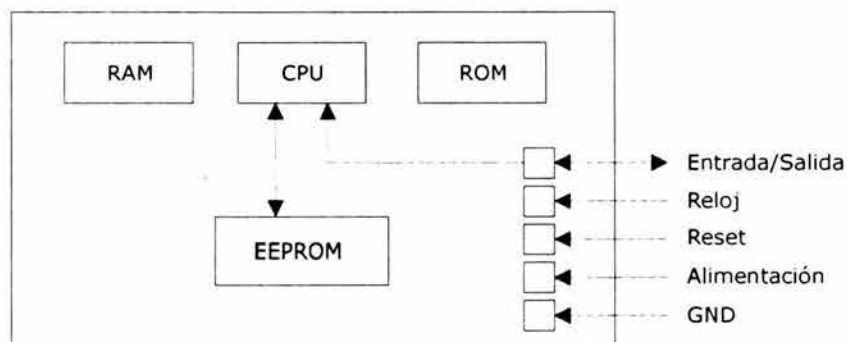 RAM
CPU
ROM
Entrada/Salida
Reloj
Reset
EEPROM
Alimentación
GND